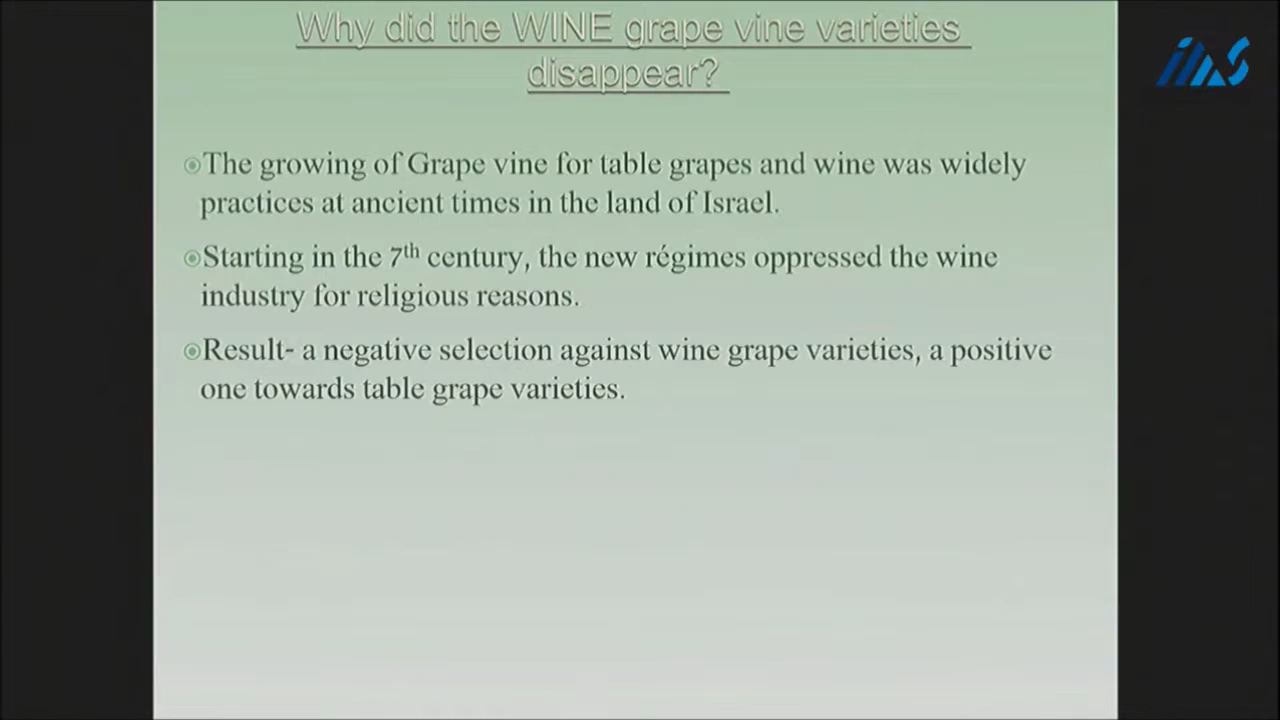 Why did the WINE grape vine varieties
disappear?
iias
The growing of Grape vine for table grapes and wine was widely
practices at ancient times in the land of Israel.
Starting in the 7th century, the new régimes oppressed the wine
industry for religious reasons.
Result- a negative selection against wine grape varieties, a positive
one towards table grape varieties.